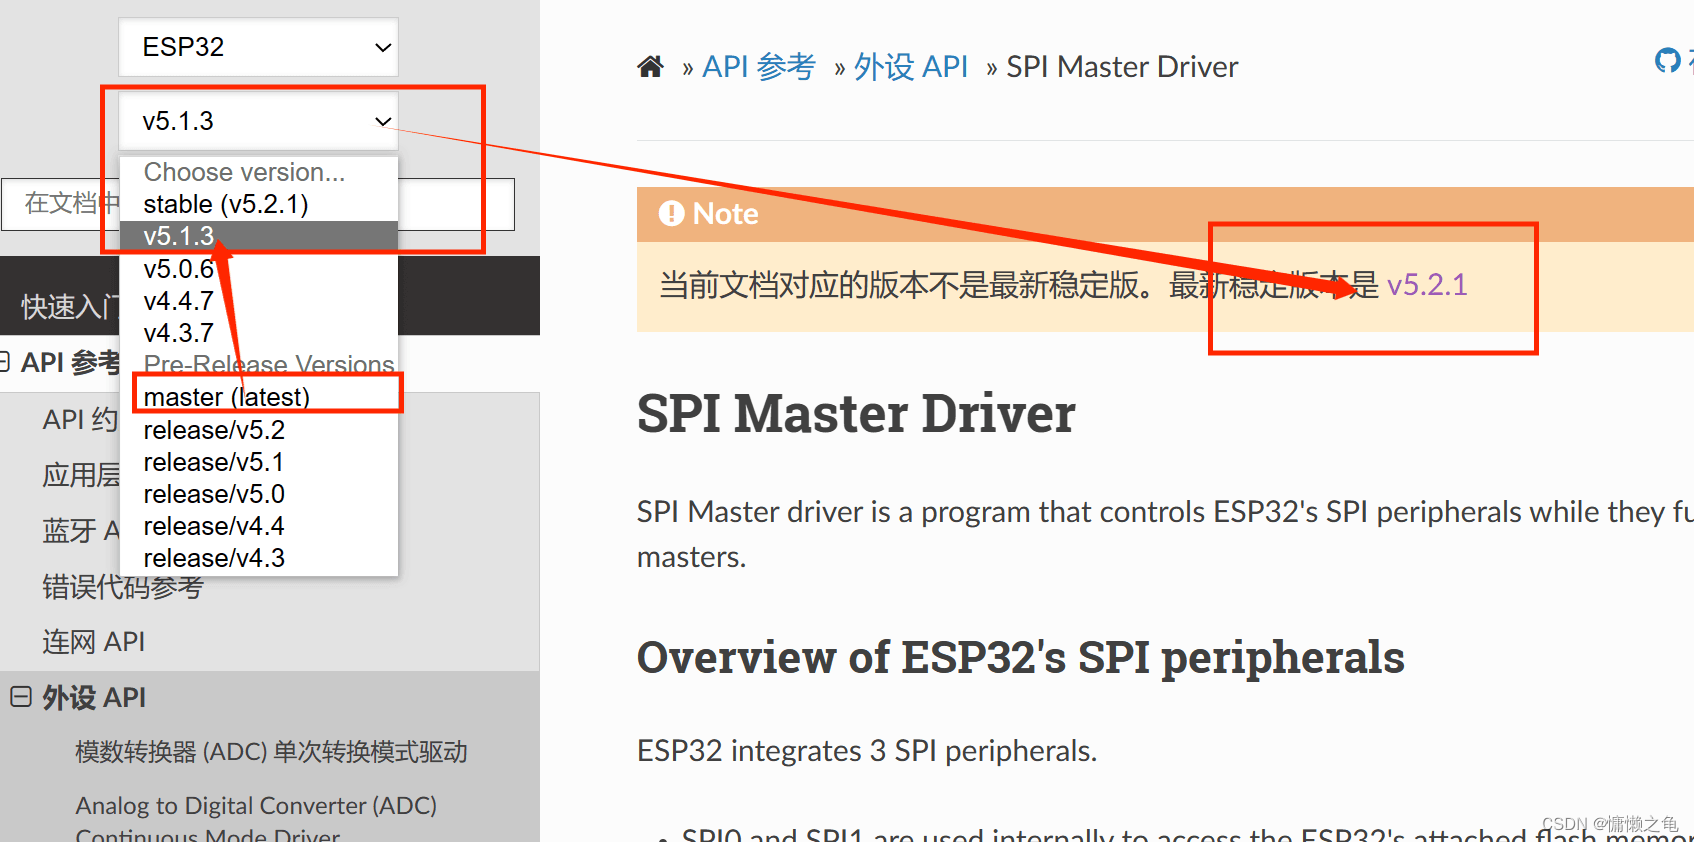 ESP32
v5.1.3
Choose version...
stable (v5.2.1)
v5.1.3
v5.0.6
v4.4.7
v4.3.7
Pre-Release Versions
master (latest)
release/v5.2
release/v5.1
release/v5.0
release/v4.4
release/v4.3
在文档中
快速入门
API 参考
API 约
应用层
蓝牙 A
错误代码参考
连网 API
外设 API
模数转换器 (ADC) 单次转换模式驱动
Analog to Digital Converter (ADC)
Continuous Mode Driver
» API 参考 » 外设 API » SPI Master Driver
Note
当前文档对应的版本不是最新稳定版。最新稳定版本是 v5.2.1
SPI Master Driver
SPI Master driver is a program that controls ESP32's SPI peripherals while they fu
masters.
Overview of ESP32's SPI peripherals
ESP32 integrates 3 SPI peripherals.
• SPI0 and SPI1 are used internally to access the ESP32's attached flash memor
CSDN @慵懒之龟